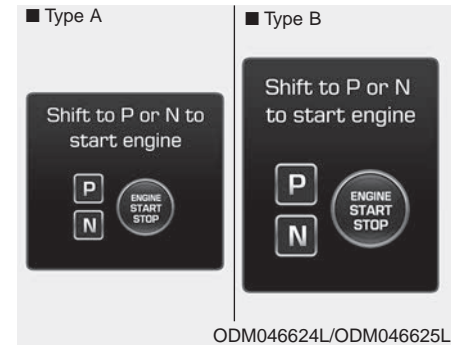 ■ Type A
Shift to P or N to
start engine
P
N
ENGINE
START
STOP
■ Type B
Shift to P or N
to start engine
P
N
ENGINE
START
STOP
ODM046624L/ODM046625L